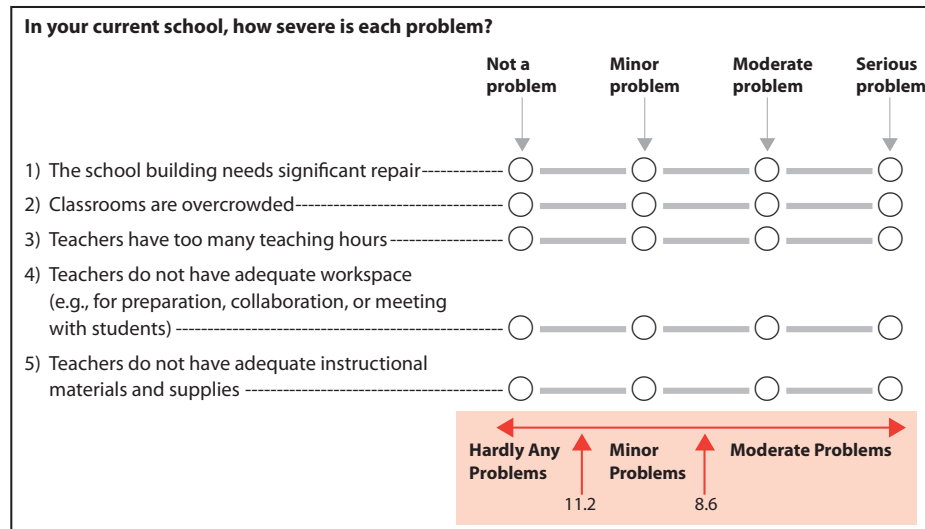 In your current school, how severe is each problem?
Not a problem
Minor problem
Moderate problem
Serious problem
1) The school building needs significant repair
2) Classrooms are overcrowded
3) Teachers have too many teaching hours
4) Teachers do not have adequate workspace
(e.g., for preparation, collaboration, or meeting
with students)
5) Teachers do not have adequate instructional
materials and supplies
Hardly Any Problems
Minor Problems
Moderate Problems
11.2
8.6